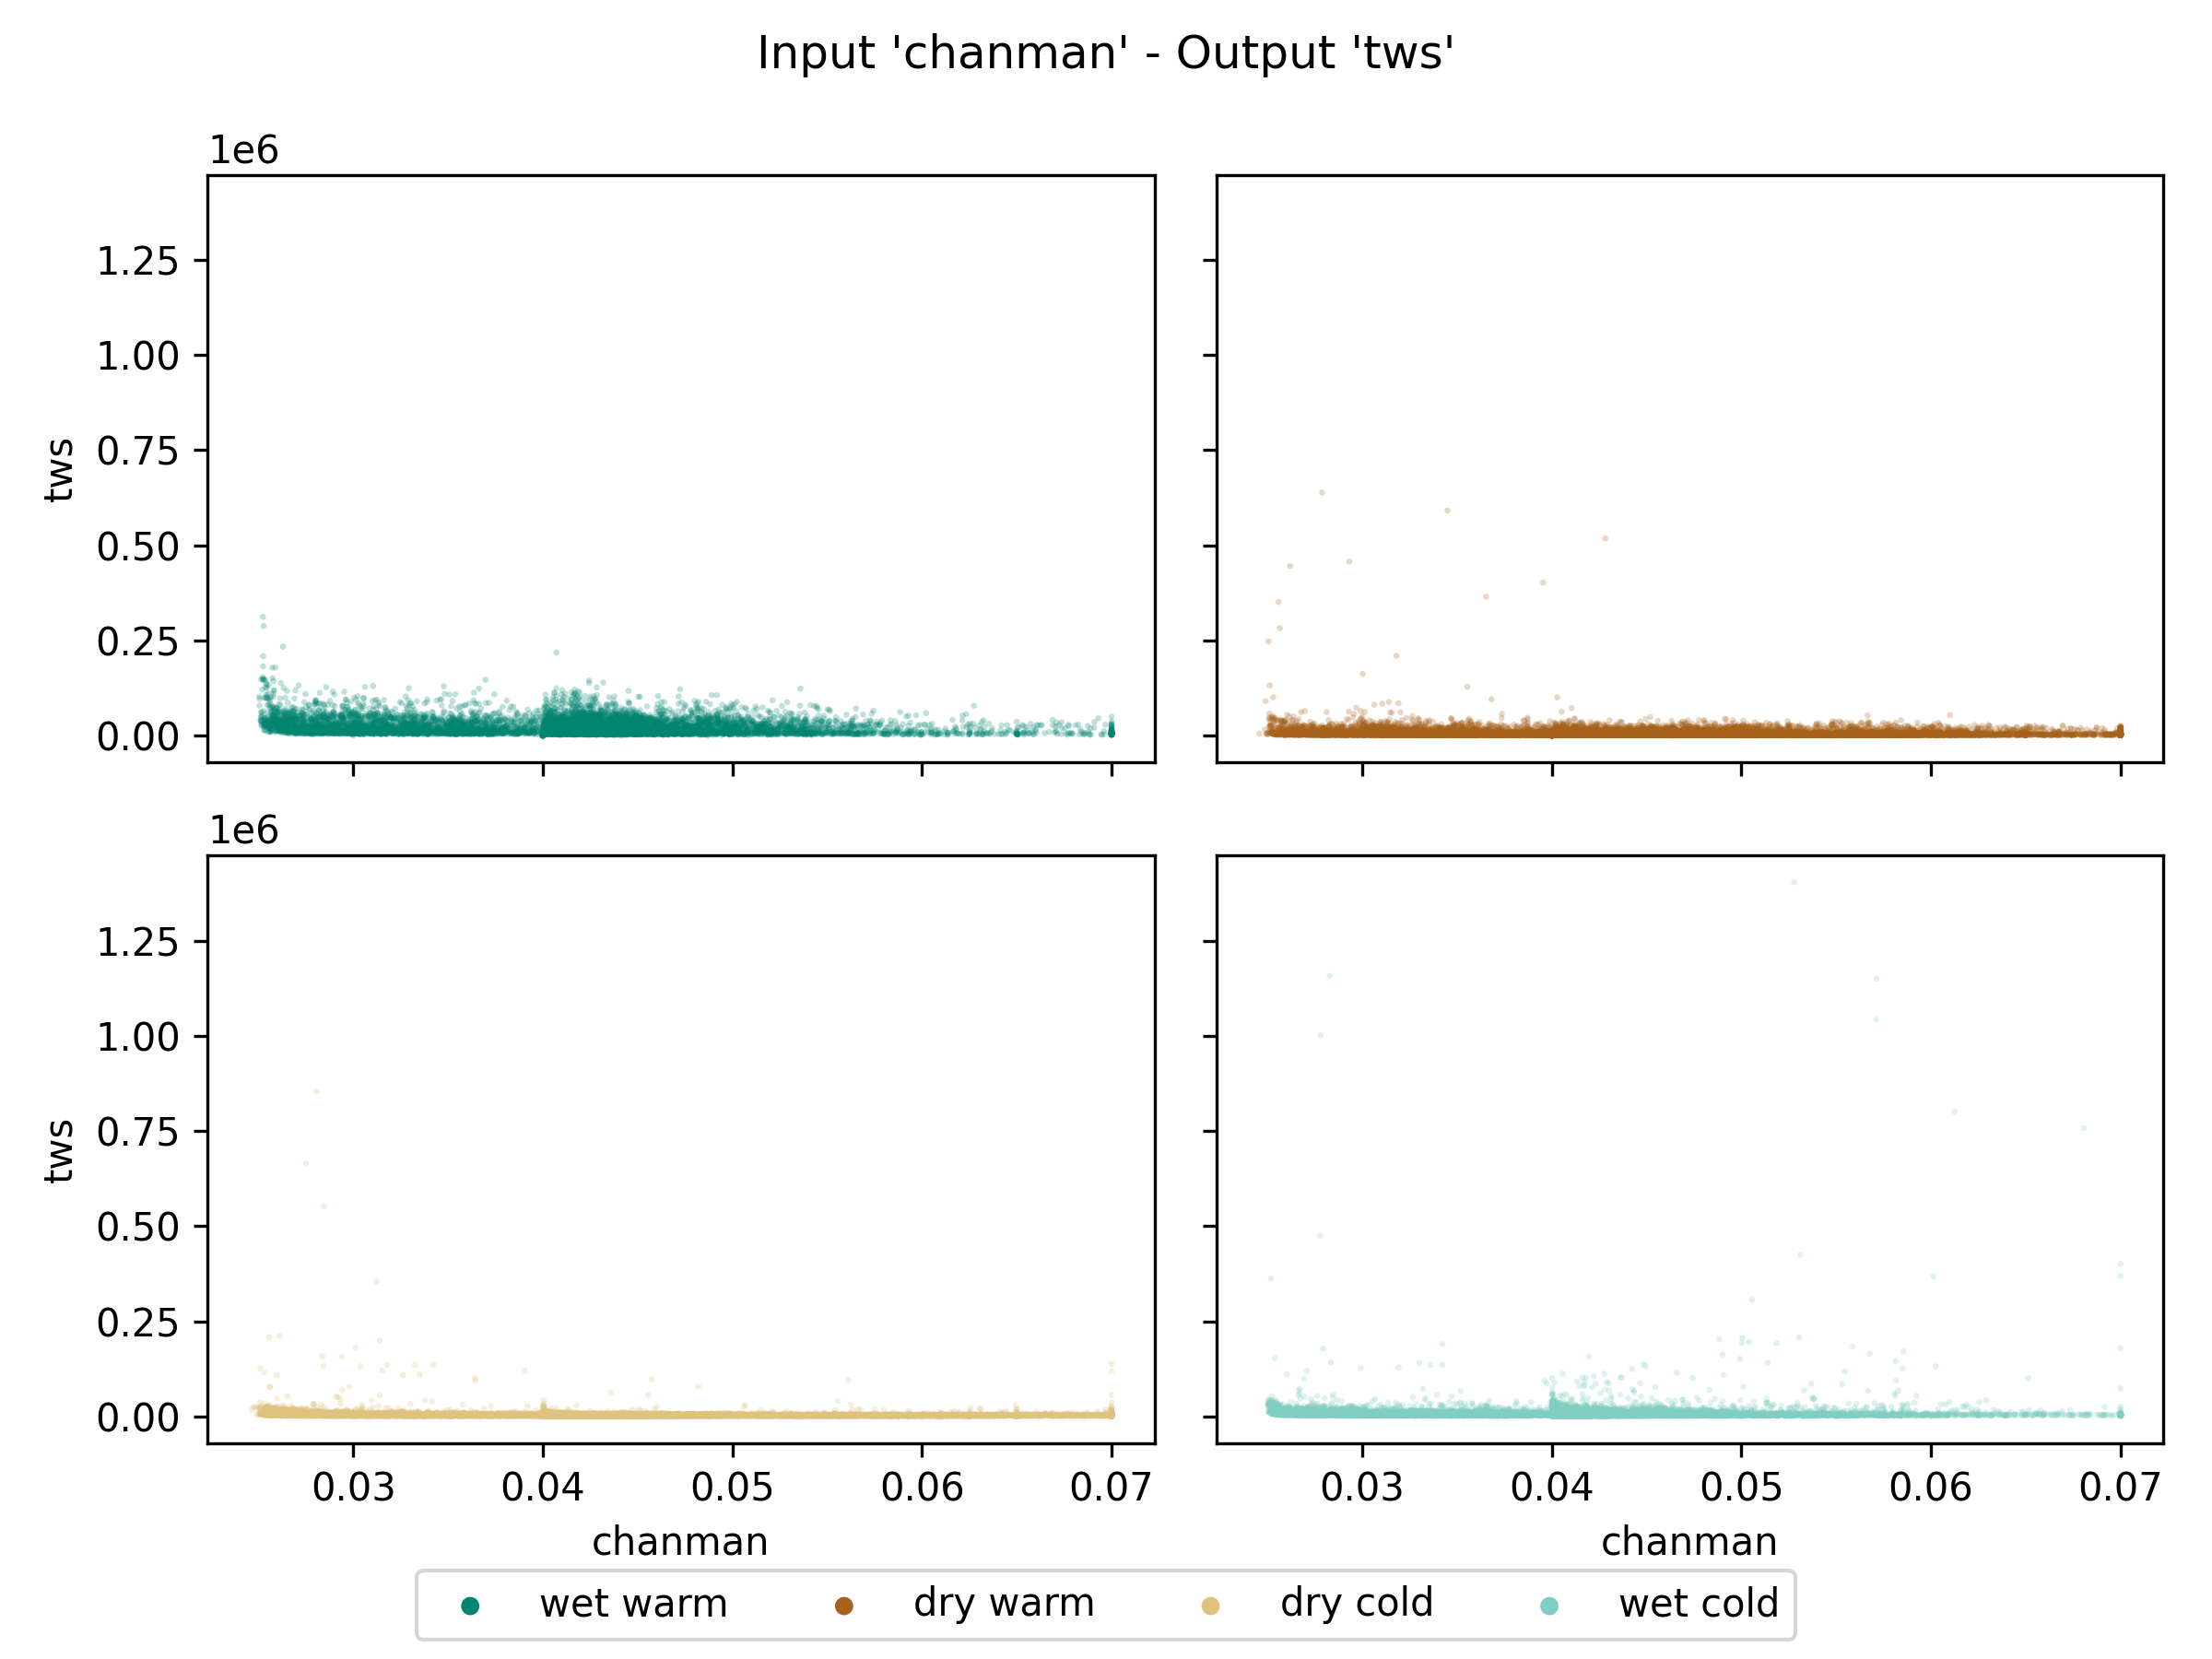 Input 'chanman' - Output 'tws'
1e6
1.25
1.00
0.75
0.50
0.25
0.00
tws
1e6
1.25
1.00
0.75
0.50
0.25
0.00
tws
0.03 0.04 0.05 0.06 0.07
chanman
0.03 0.04 0.05 0.06 0.07
chanman
wet warm dry warm dry cold wet cold